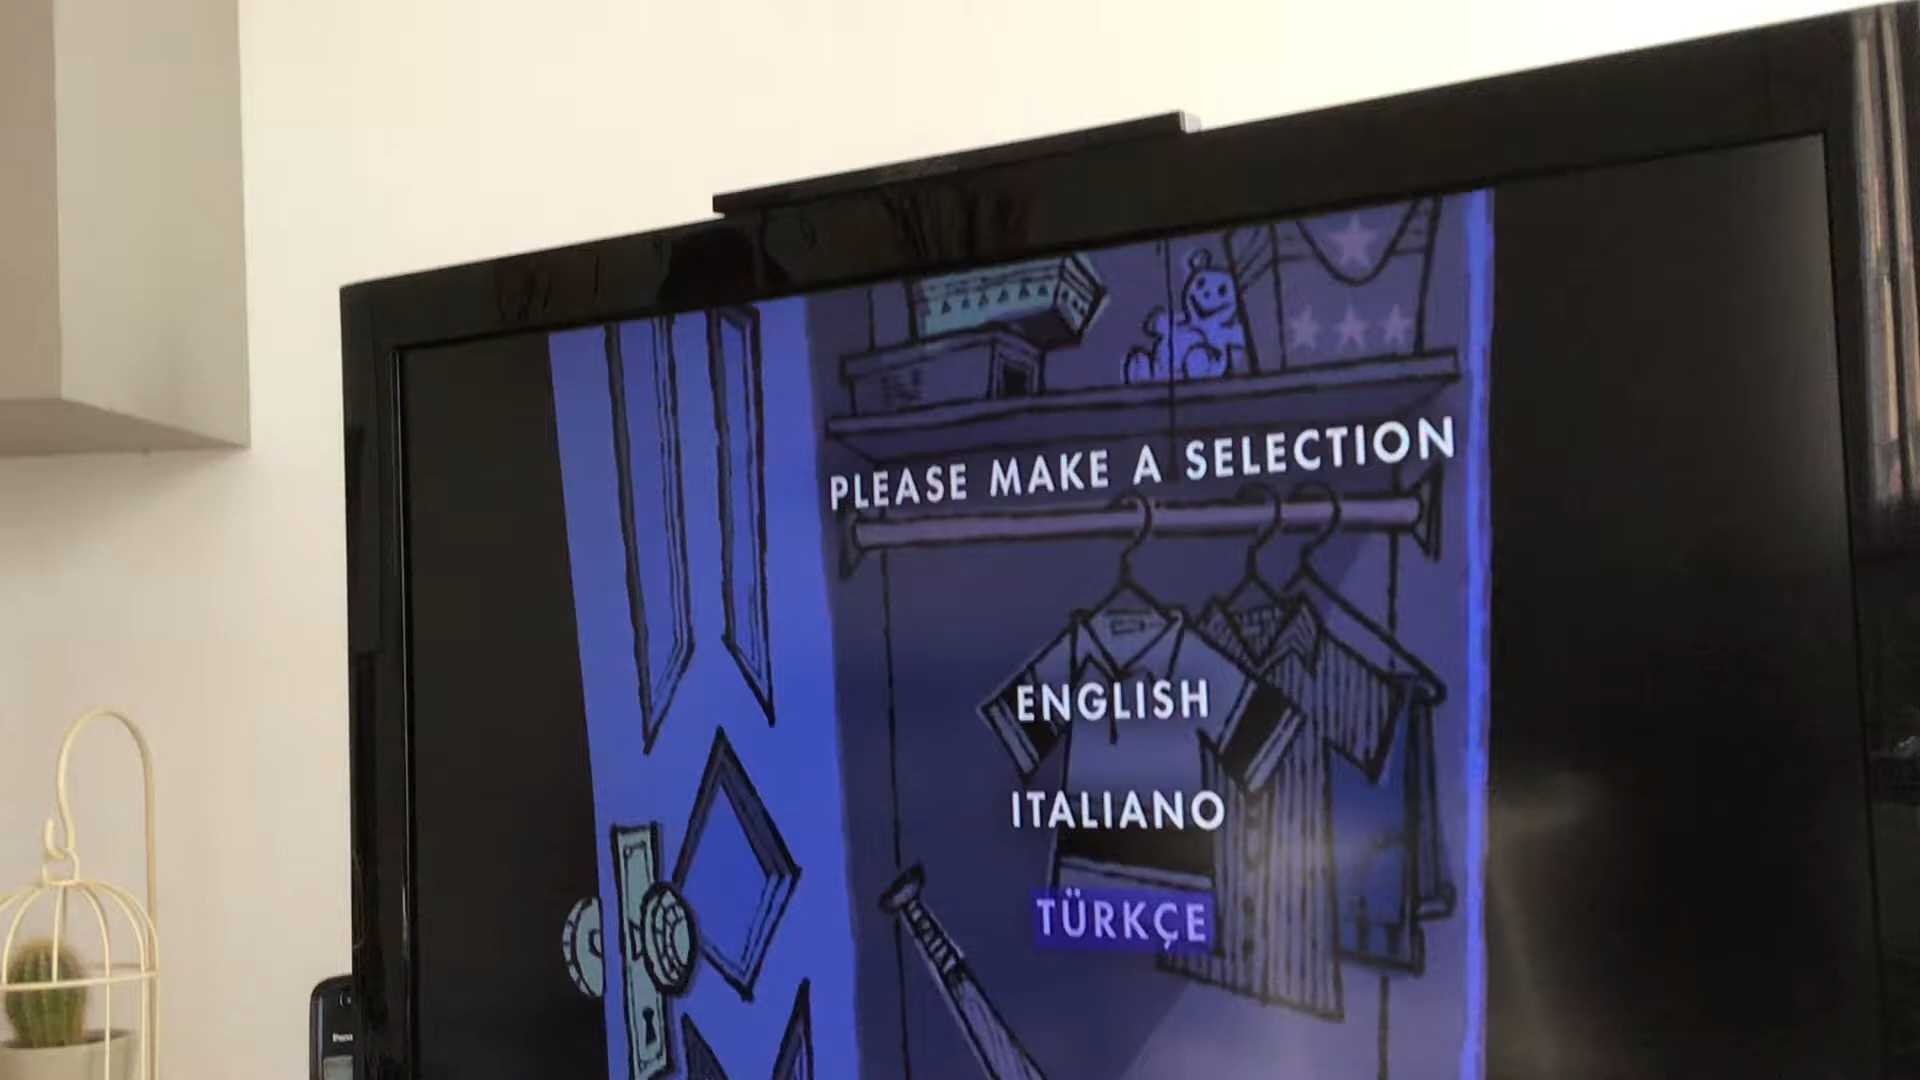 PLEASE MAKE A SELECTION
ENGLISH
ITALIANO
TÜRKÇE